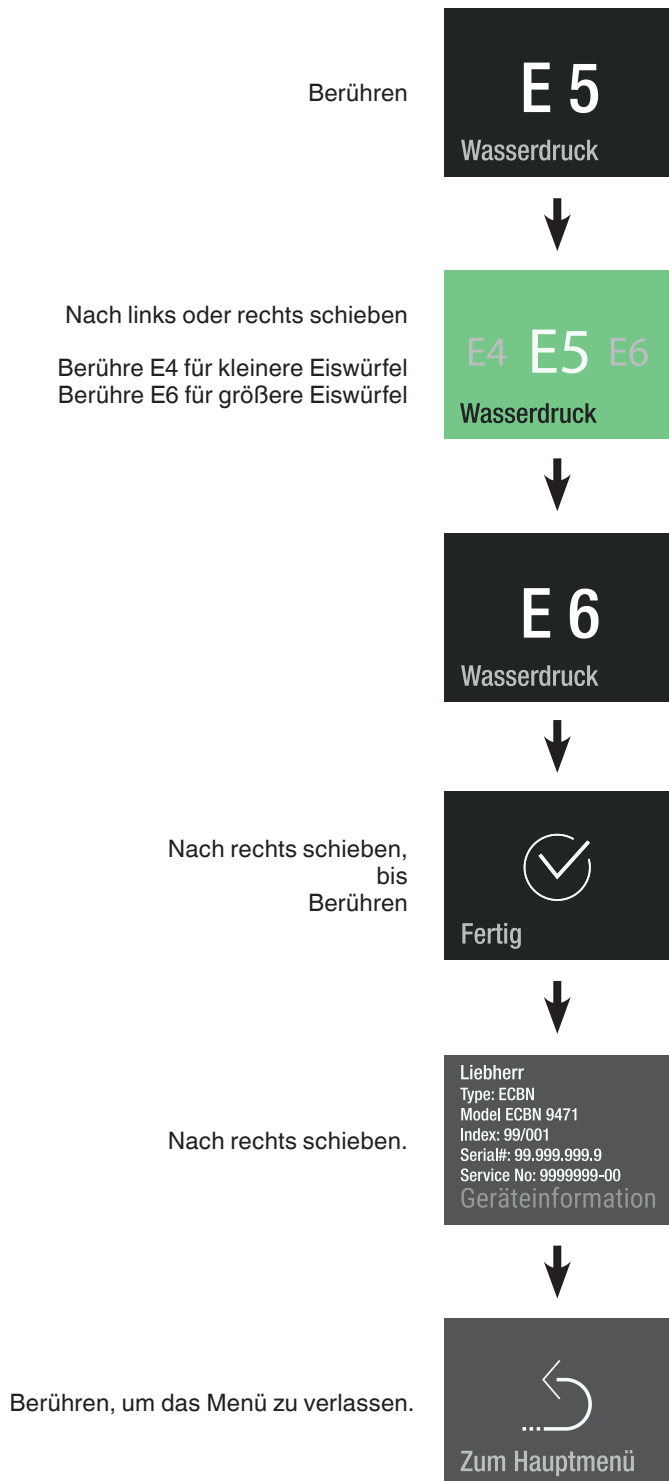 Berühren
E 5
Wasserdruck
Nach links oder rechts schieben
Berühre E4 für kleinere Eiswürfel
Berühre E6 für größere Eiswürfel
E4 E5 E6
Wasserdruck
E 6
Wasserdruck
Nach rechts schieben,
bis
Berühren
Fertig
Nach rechts schieben.
Liebherr
Type: ECBN
Model ECBN 9471
Index: 99/001
Serial#: 99.999.999.9
Service No: 9999999-00
Geräteinformation
Berühren, um das Menü zu verlassen.
Zum Hauptmenü